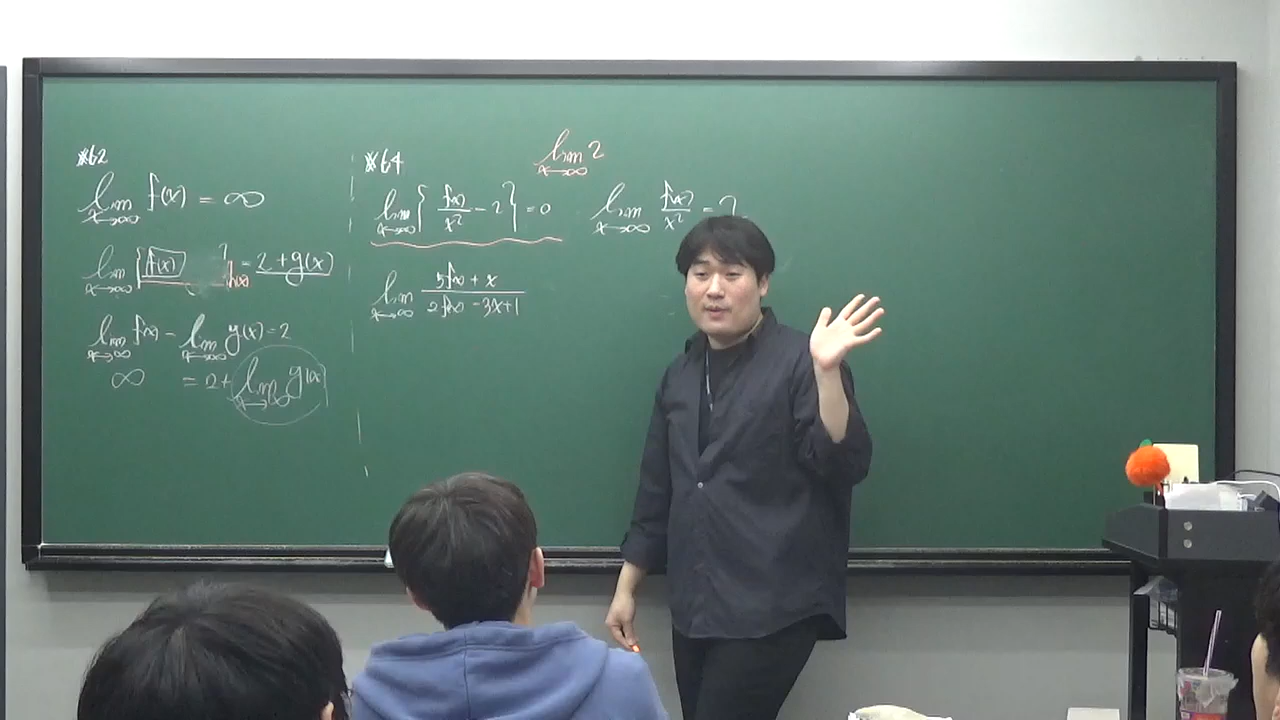 ※62
lim x→∞ f(x) = ∞
lim x→∞ { f(x) h(x) = 2+g(x)
lim x→∞ f(x) - lim x→∞ g(x) = 2
∞ = 2 + lim x→∞ g(x)
※64
lim x→∞ 2
lim x→∞ { f(x)/x² - 2 } = 0
lim x→∞ f(x)/x² = 2
lim x→∞ 5f(x) + x / 2f(x) - 3x+1